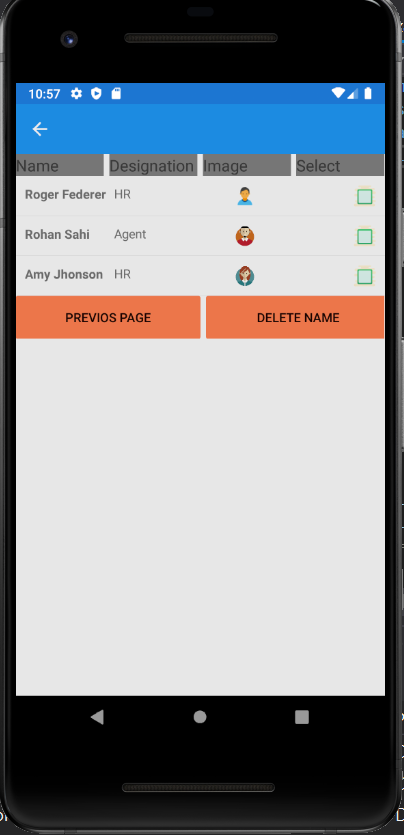 10:57
Name Designation Image Select
Roger Federer HR
Rohan Sahi Agent
Amy Jhonson HR
PREVIOS PAGE DELETE NAME